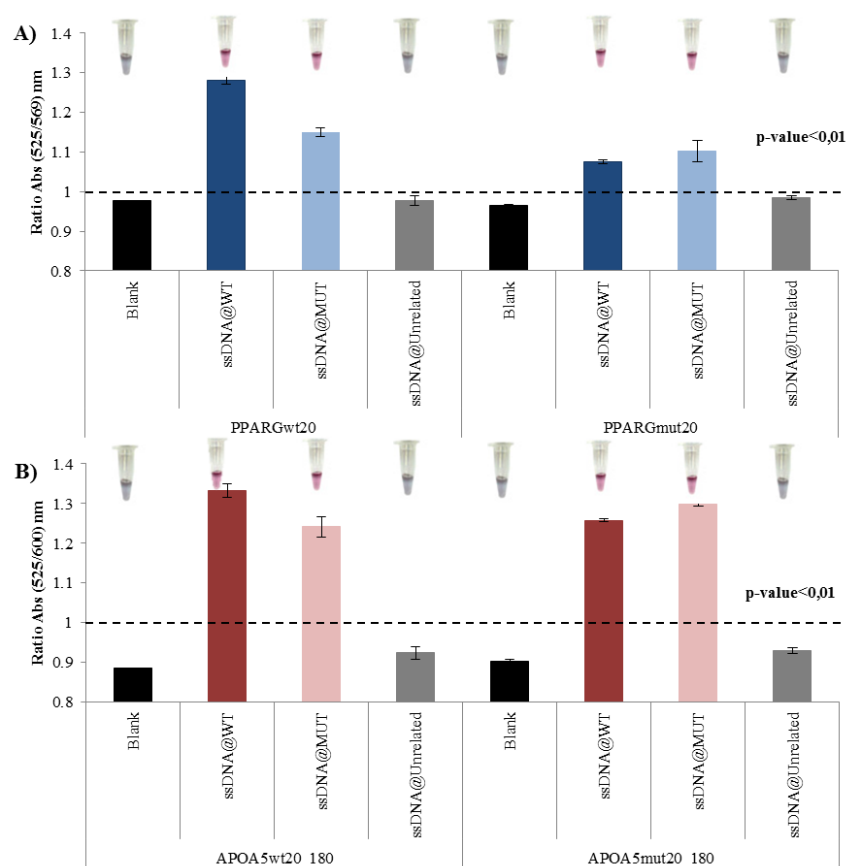 A)
Ratio Abs (525/569) nm
1.4
1.3
1.2
1.1
1
0.9
0.8
p-value<0,01
Blank
ssDNA@WT
ssDNA@MUT
ssDNA@Unrelated
Blank
ssDNA@WT
ssDNA@MUT
ssDNA@Unrelated
PPARGwt20
PPARGmut20
B)
Ratio Abs (525/600) nm
1.4
1.3
1.2
1.1
1
0.9
0.8
p-value<0,01
Blank
ssDNA@WT
ssDNA@MUT
ssDNA@Unrelated
Blank
ssDNA@WT
ssDNA@MUT
ssDNA@Unrelated
APOA5wt20_180
APOA5mut20_180